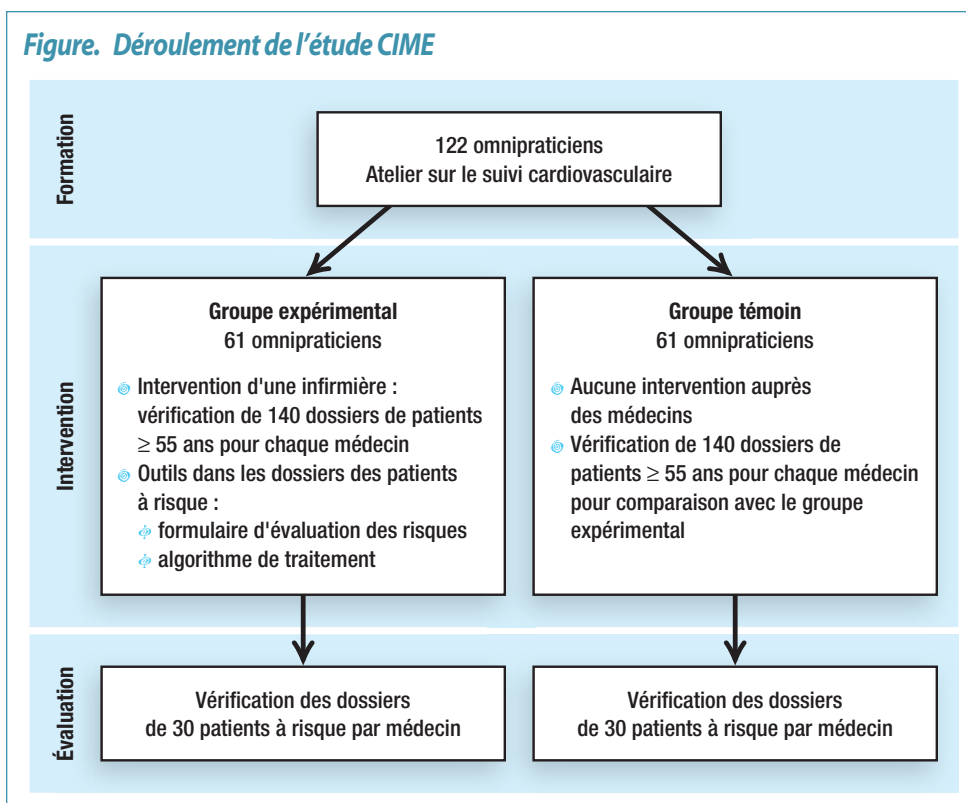 Figure. Déroulement de l'étude CIME
Formation
122 omnipraticiens
Atelier sur le suivi cardiovasculaire
Intervention
Groupe expérimental
61 omnipraticiens
Intervention d'une infirmière :
vérification de 140 dossiers de patients
≥ 55 ans pour chaque médecin
Outils dans les dossiers des patients
à risque :
formulaire d'évaluation des risques
algorithme de traitement
Groupe témoin
61 omnipraticiens
Aucune intervention auprès
des médecins
Vérification de 140 dossiers de
patients ≥ 55 ans pour chaque médecin
pour comparaison avec le groupe
expérimental
Évaluation
Vérification des dossiers
de 30 patients à risque par médecin
Vérification des dossiers
de 30 patients à risque par médecin